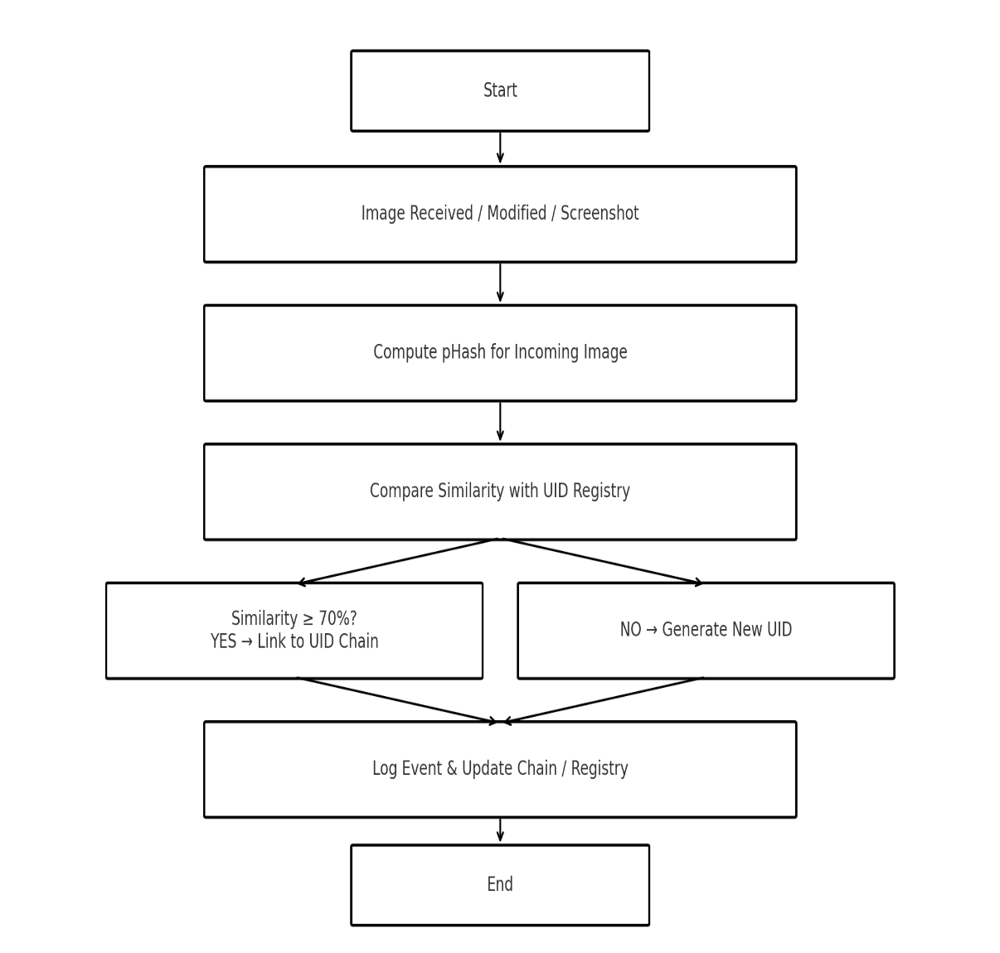 Start
Image Received / Modified / Screenshot
Compute pHash for Incoming Image
Compare Similarity with UID Registry
Similarity ≥ 70%?
YES → Link to UID Chain
NO → Generate New UID
Log Event & Update Chain / Registry
End